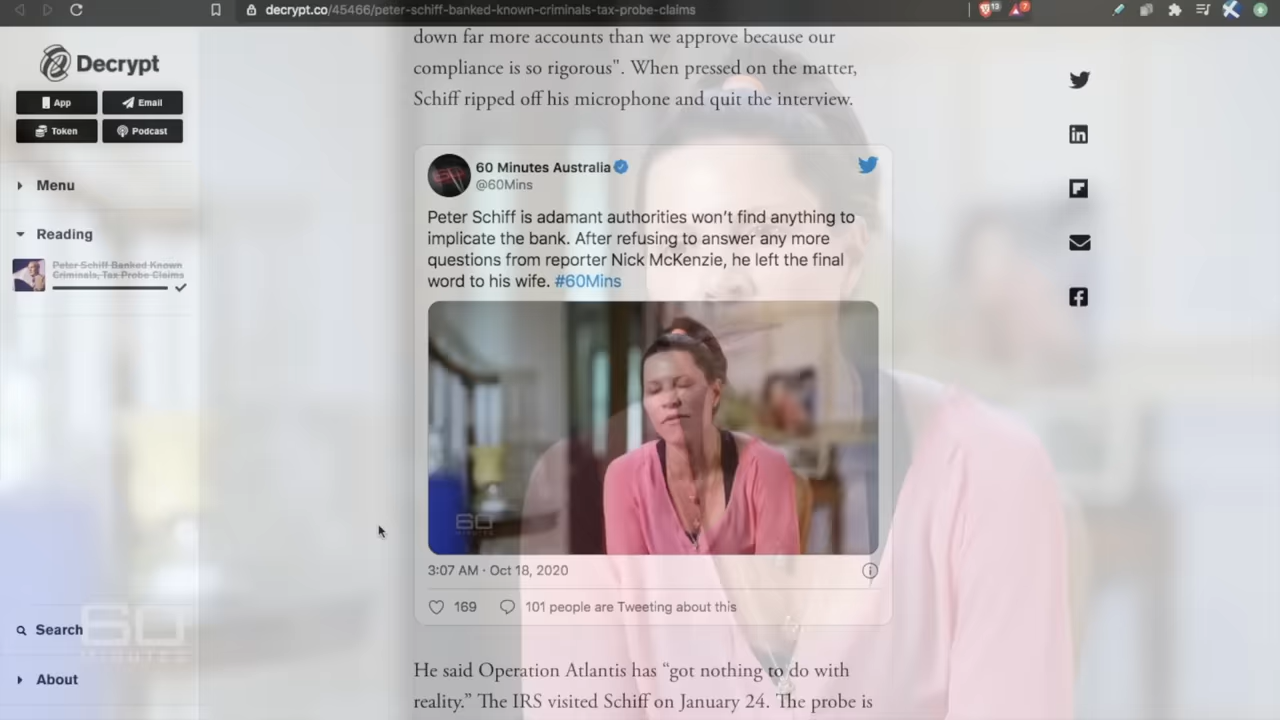 decrypt.co/45466/peter-schiff-banked-known-criminals-tax-probe-claims
13
7
Decrypt
App
Email
Token
Podcast
Menu
Reading
Peter Schiff Banked Known
Criminals, Tax Probe Claims
Search
About
down far more accounts than we approve because our
compliance is so rigorous”. When pressed on the matter,
Schiff ripped off his microphone and quit the interview.
60 Minutes Australia
@60Mins
Peter Schiff is adamant authorities won’t find anything to
implicate the bank. After refusing to answer any more
questions from reporter Nick McKenzie, he left the final
word to his wife. #60Mins
60
MINUTES
3:07 AM · Oct 18, 2020
169
101 people are Tweeting about this
He said Operation Atlantis has “got nothing to do with
reality.” The IRS visited Schiff on January 24. The probe is
60
MINUTES